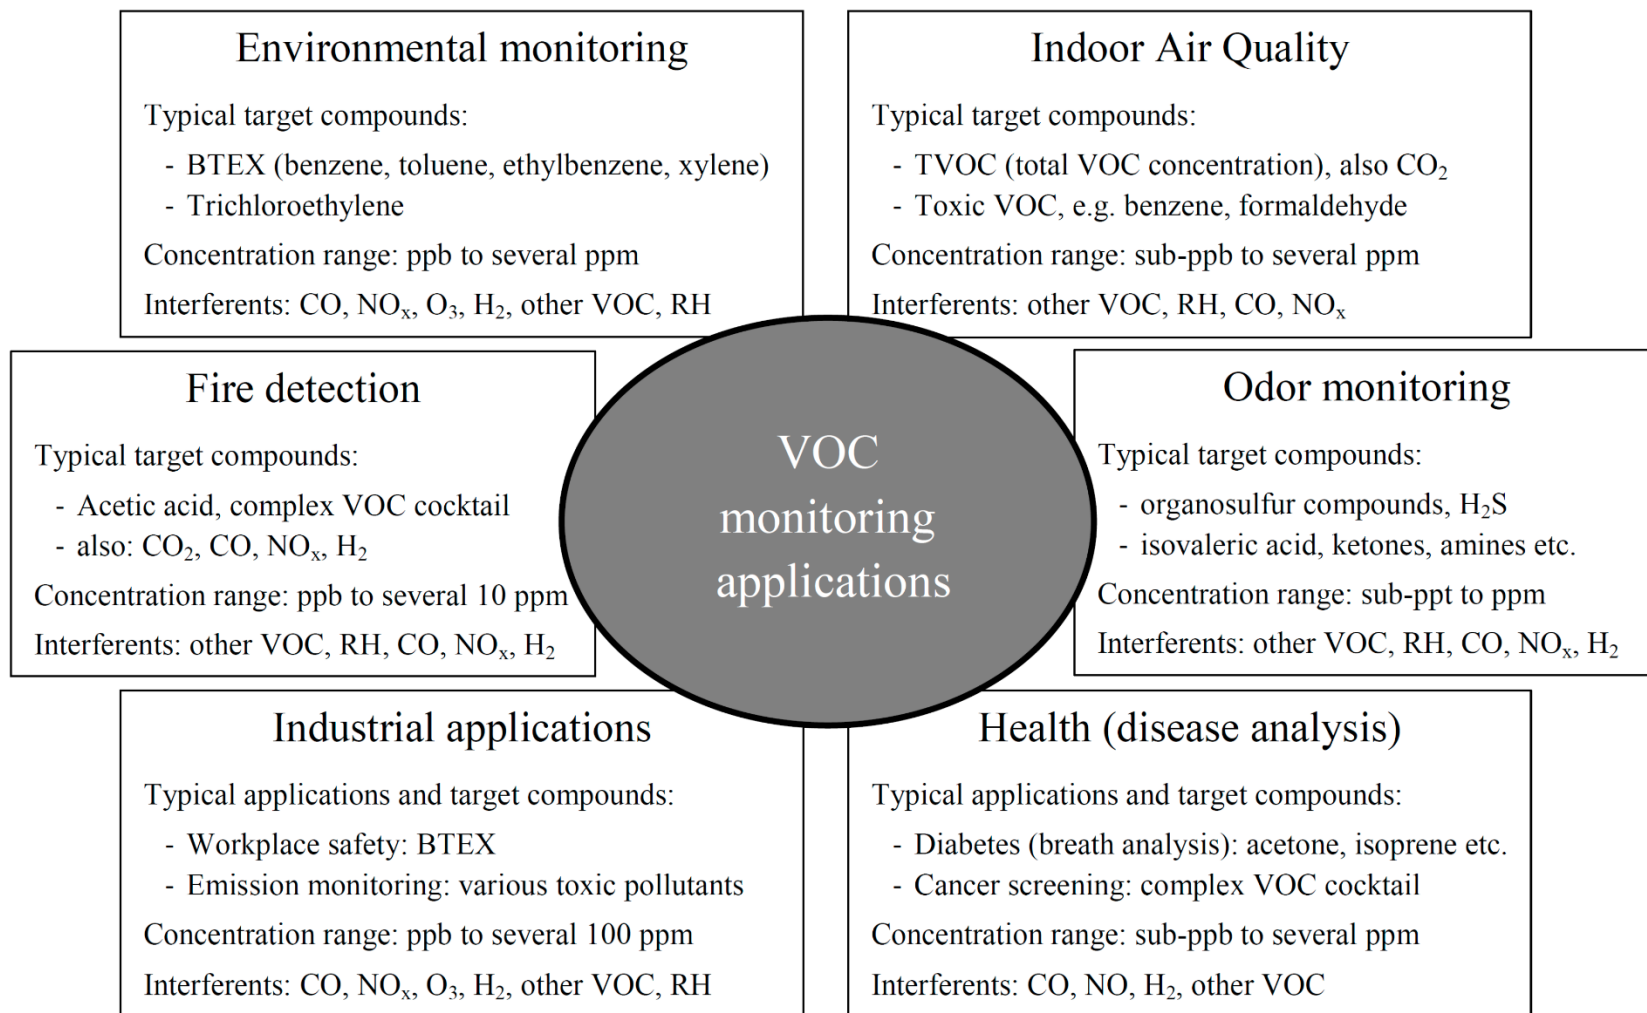 Environmental monitoring
Typical target compounds:
- BTEX (benzene, toluene, ethylbenzene, xylene)
- Trichloroethylene
Concentration range: ppb to several ppm
Interferents: CO, NOₓ, O₃, H₂, other VOC, RH
Indoor Air Quality
Typical target compounds:
- TVOC (total VOC concentration), also CO₂
- Toxic VOC, e.g. benzene, formaldehyde
Concentration range: sub-ppb to several ppm
Interferents: other VOC, RH, CO, NOₓ
Fire detection
Typical target compounds:
- Acetic acid, complex VOC cocktail
- also: CO₂, CO, NOₓ, H₂
Concentration range: ppb to several 10 ppm
Interferents: other VOC, RH, CO, NOₓ, H₂
VOC
monitoring
applications
Odor monitoring
Typical target compounds:
- organosulfur compounds, H₂S
- isovaleric acid, ketones, amines etc.
Concentration range: sub-ppt to ppm
Interferents: other VOC, RH, CO, NOₓ, H₂
Industrial applications
Typical applications and target compounds:
- Workplace safety: BTEX
- Emission monitoring: various toxic pollutants
Concentration range: ppb to several 100 ppm
Interferents: CO, NOₓ, O₃, H₂, other VOC, RH
Health (disease analysis)
Typical applications and target compounds:
- Diabetes (breath analysis): acetone, isoprene etc.
- Cancer screening: complex VOC cocktail
Concentration range: sub-ppb to several ppm
Interferents: CO, NO, H₂, other VOC